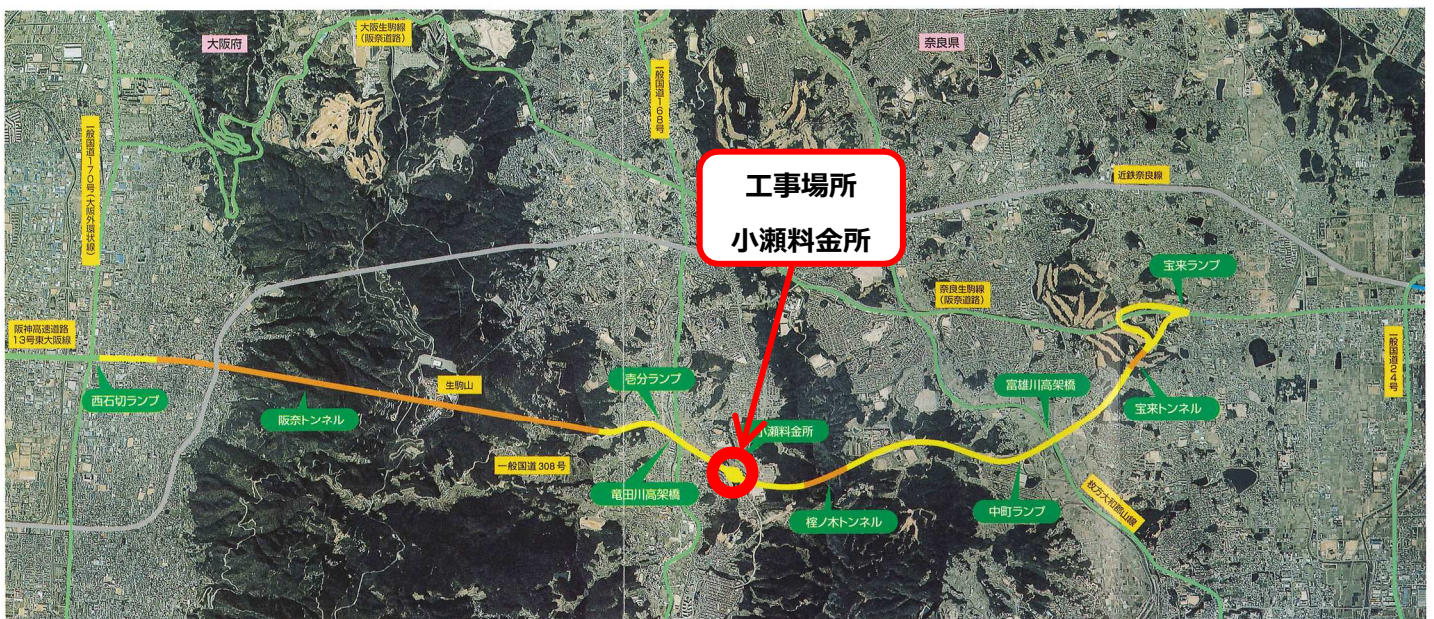 大阪府
大阪生駒線
(阪奈道路)
奈良県
一般国道168号
一般国道170号(大阪外環状線)
工事場所
小瀬料金所
近鉄奈良線
宝来ランプ
奈良生駒線
(阪奈道路)
阪神高速道路
13号東大阪線
一般国道24号
西石切ランプ
阪奈トンネル
生駒山
壱分ランプ
富雄川高架橋
宝来トンネル
小瀬料金所
一般国道308号
竜田川高架橋
桜ノ木トンネル
中町ランプ
枚方大和郡山線